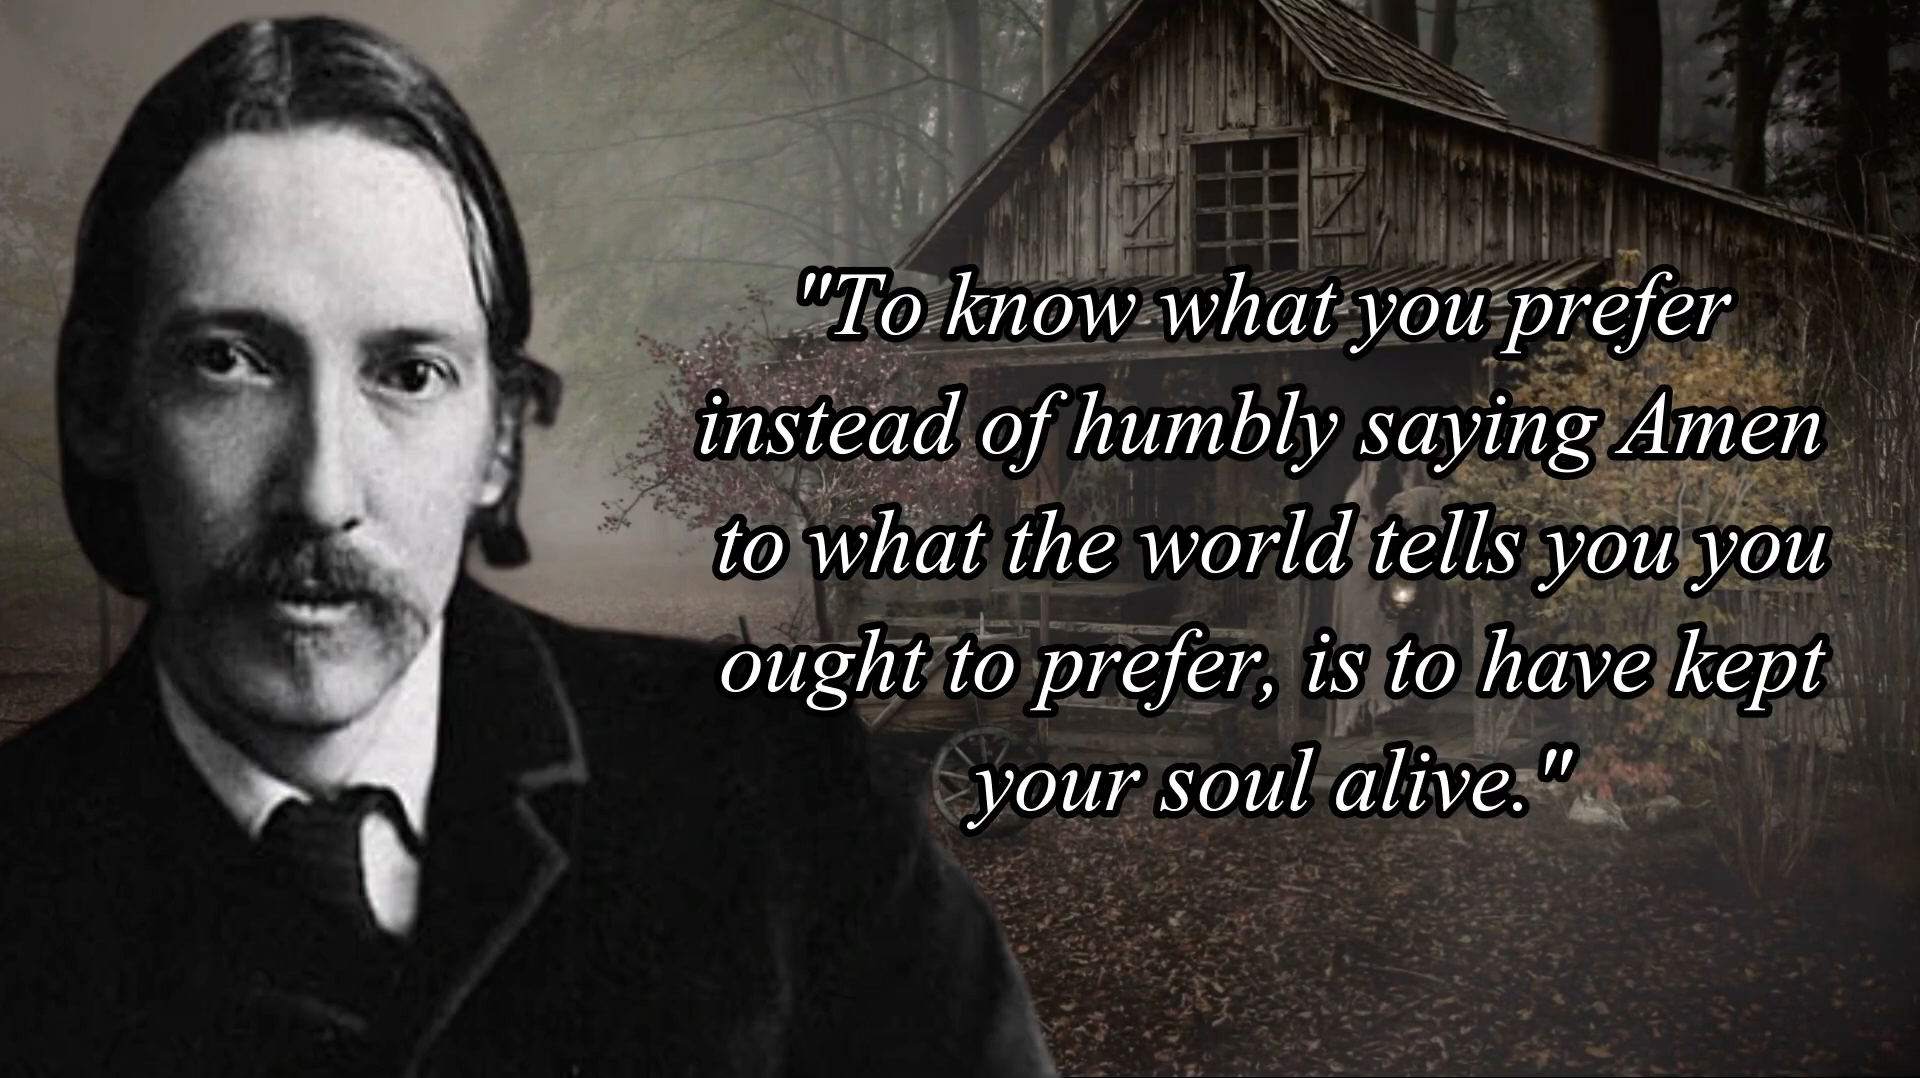 "To know what you prefer
instead of humbly saying Amen
to what the world tells you you
ought to prefer, is to have kept
your soul alive."